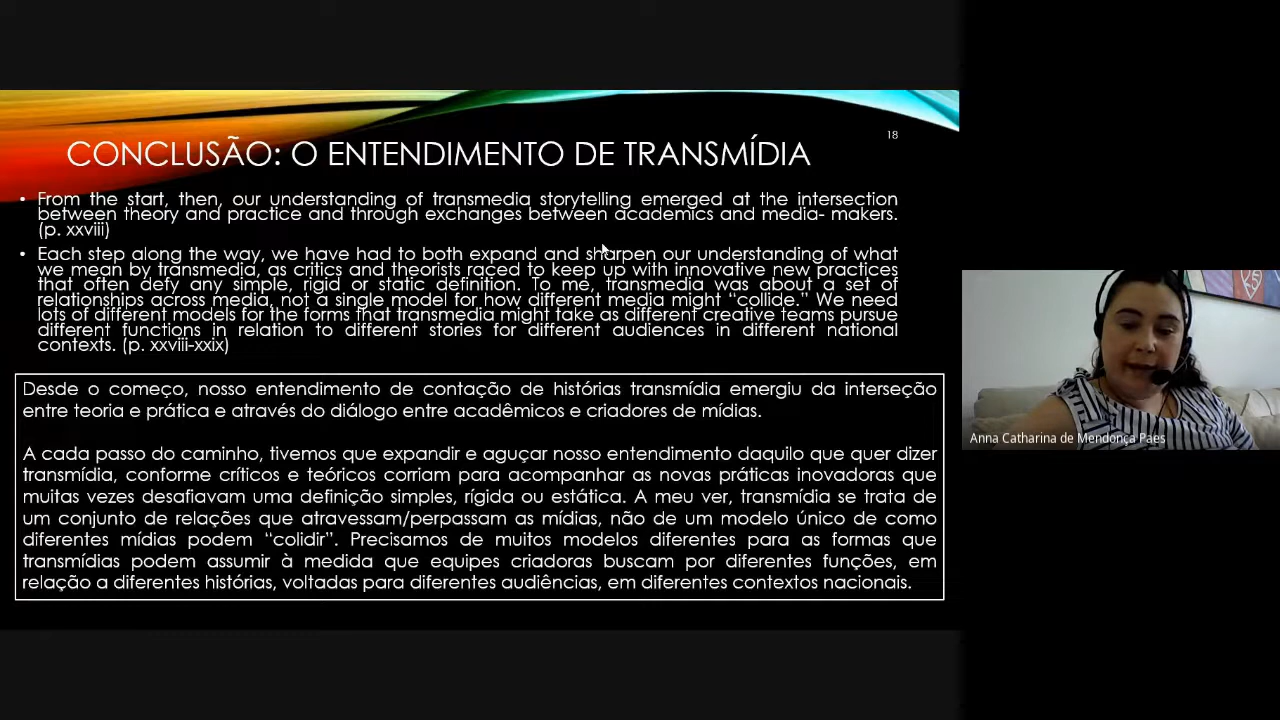 18
CONCLUSÃO: O ENTENDIMENTO DE TRANSMÍDIA
• From the start, then, our understanding of transmedia storytelling emerged at the intersection
between theory and practice and through exchanges between academics and media- makers.
(p. xxviii)
• Each step along the way, we have had to both expand and sharpen our understanding of what
we mean by transmedia, as critics and theorists raced to keep up with innovative new practices
that often defy any simple, rigid or static definition. To me, transmedia was about a set of
relationships across media, not a single model for how different media might “collide.” We need
lots of different models for the forms that transmedia might take as different creative teams pursue
different functions in relation to different stories for different audiences in different national
contexts. (p. xxviii-xxix)
Desde o começo, nosso entendimento de contação de histórias transmídia emergiu da interseção
entre teoria e prática e através do diálogo entre acadêmicos e criadores de mídias.
A cada passo do caminho, tivemos que expandir e aguçar nosso entendimento daquilo que quer dizer
transmídia, conforme críticos e teóricos corriam para acompanhar as novas práticas inovadoras que
muitas vezes desafiavam uma definição simples, rígida ou estática. A meu ver, transmídia se trata de
um conjunto de relações que atravessam/perpassam as mídias, não de um modelo único de como
diferentes mídias podem “colidir”. Precisamos de muitos modelos diferentes para as formas que
transmídias podem assumir à medida que equipes criadoras buscam por diferentes funções, em
relação a diferentes histórias, voltadas para diferentes audiências, em diferentes contextos nacionais.
Anna Catharina de Mendonça Paes